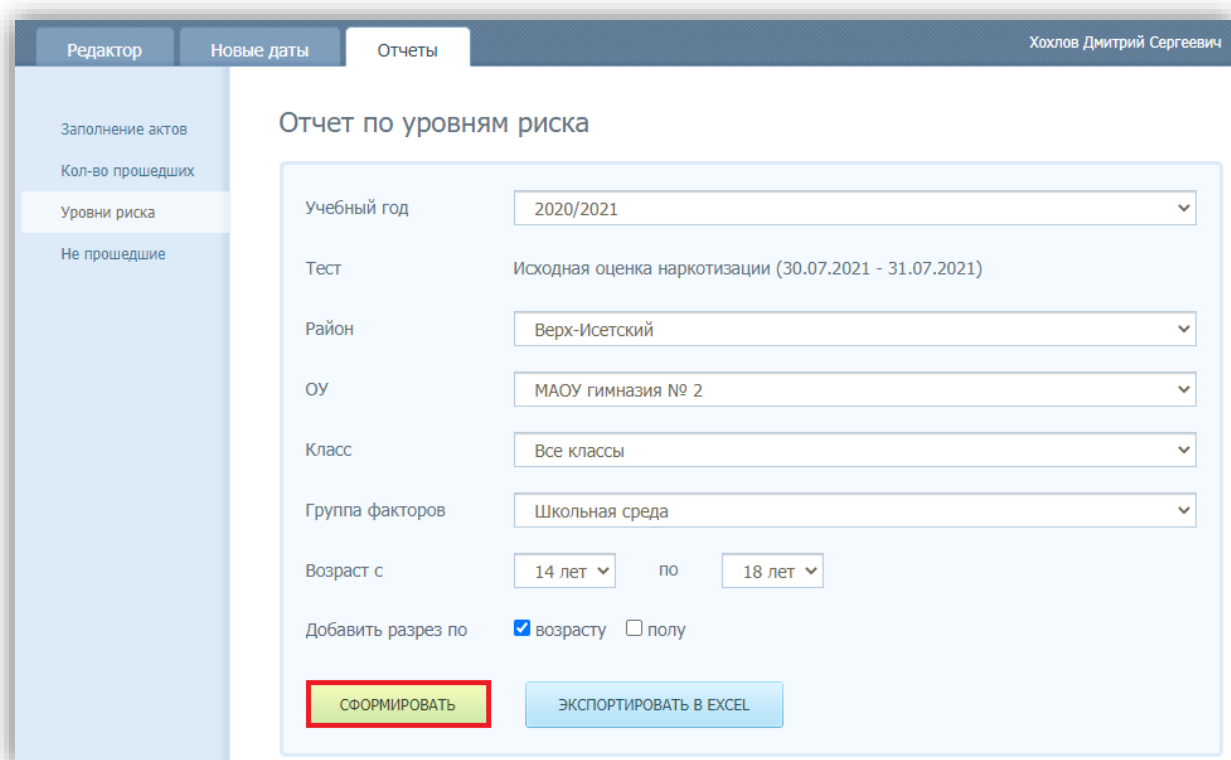 Редактор Новые даты Отчеты Хохлов Дмитрий Сергеевич
Заполнение актов
Кол-во прошедших
Уровни риска
Не прошедшие
Отчет по уровням риска
Учебный год 2020/2021
Тест Исходная оценка наркотизации (30.07.2021 - 31.07.2021)
Район Верх-Исетский
ОУ МАОУ гимназия № 2
Класс Все классы
Группа факторов Школьная среда
Возраст с 14 лет по 18 лет
Добавить разрез по возрасту полу
СФОРМИРОВАТЬ ЭКСПОРТИРОВАТЬ В EXCEL